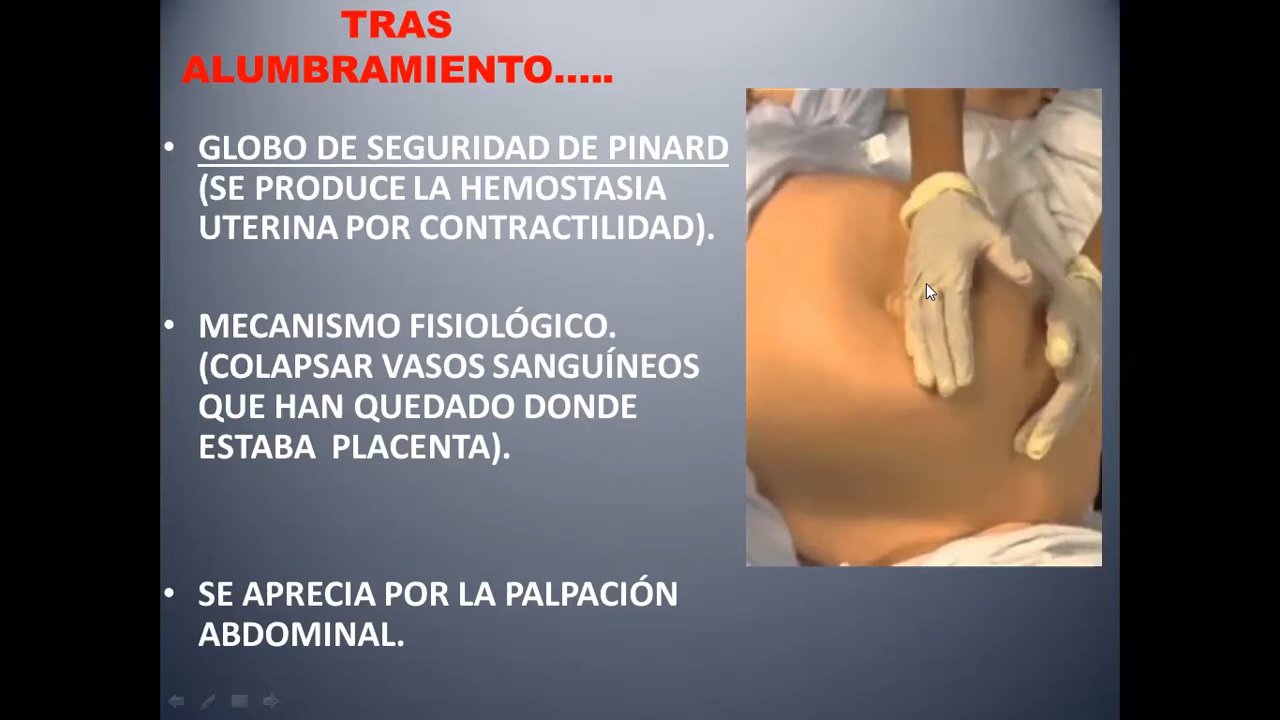 TRAS
ALUMBRAMIENTO.....
• GLOBO DE SEGURIDAD DE PINARD
(SE PRODUCE LA HEMOSTASIA
UTERINA POR CONTRACTILIDAD).
• MECANISMO FISIOLÓGICO.
(COLAPSAR VASOS SANGUÍNEOS
QUE HAN QUEDADO DONDE
ESTABA PLACENTA).
• SE APRECIA POR LA PALPACIÓN
ABDOMINAL.